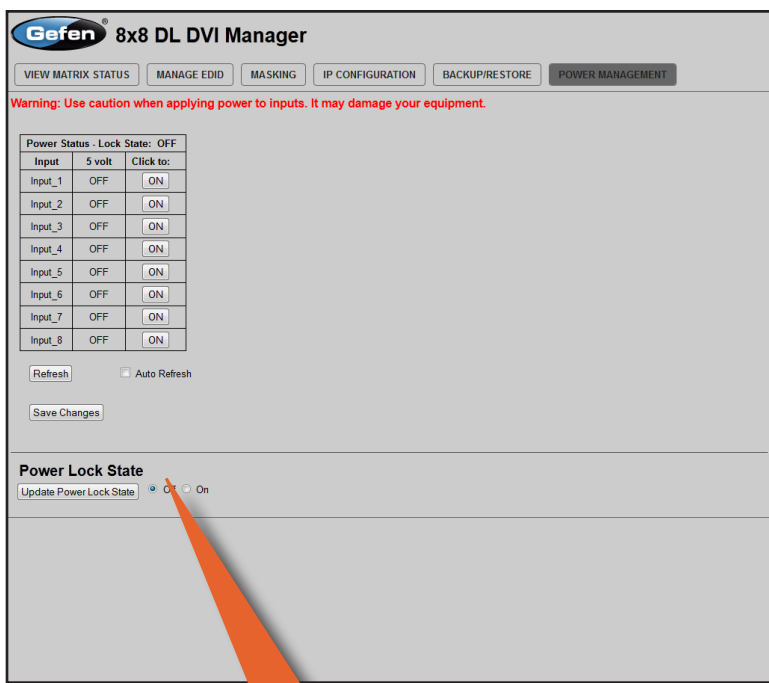 Gefen® 8x8 DL DVI Manager
VIEW MATRIX STATUS MANAGE EDID MASKING IP CONFIGURATION BACKUP/RESTORE POWER MANAGEMENT
Warning: Use caution when applying power to inputs. It may damage your equipment.
Power Status - Lock State: OFF
Input 5 volt Click to:
Input_1 OFF ON
Input_2 OFF ON
Input_3 OFF ON
Input_4 OFF ON
Input_5 OFF ON
Input_6 OFF ON
Input_7 OFF ON
Input_8 OFF ON
Refresh Auto Refresh
Save Changes
Power Lock State
Update Power Lock State Off On